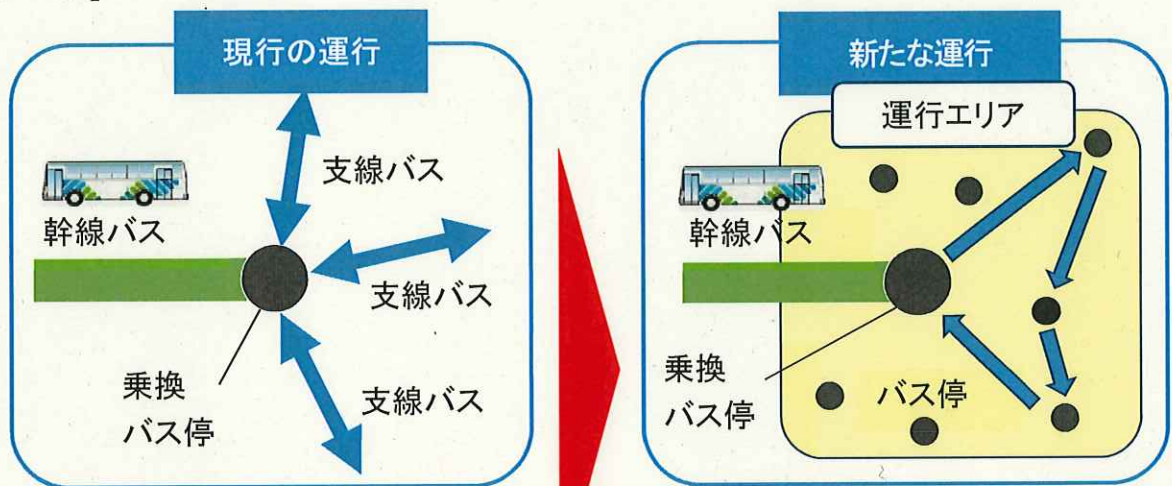 現行の運行
支線バス
幹線バス
支線バス
乗換
バス停
支線バス
新たな運行
運行エリア
幹線バス
乗換
バス停
バス停